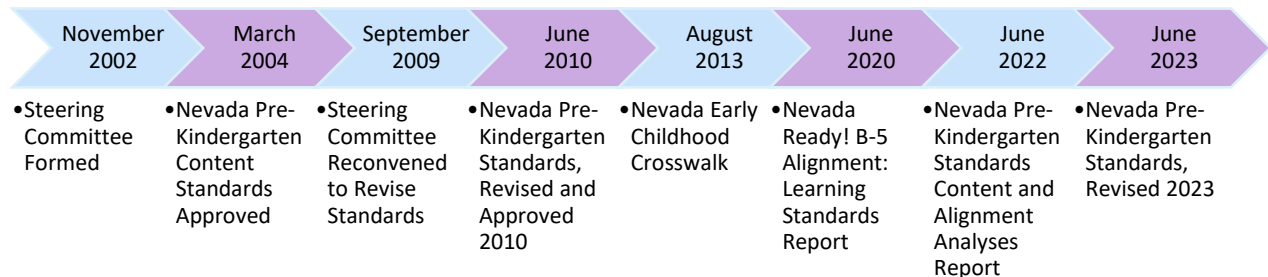 November
2002
March
2004
September
2009
June
2010
August
2013
June
2020
June
2022
June
2023
•Steering
Committee
Formed
•Nevada Pre-
Kindergarten
Content
Standards
Approved
•Steering
Committee
Reconvened
to Revise
Standards
•Nevada Pre-
Kindergarten
Standards,
Revised and
Approved
2010
•Nevada Early
Childhood
Crosswalk
•Nevada
Ready! B-5
Alignment:
Learning
Standards
Report
•Nevada Pre-
Kindergarten
Standards
Content and
Alignment
Analyses
Report
•Nevada Pre-
Kindergarten
Standards,
Revised 2023